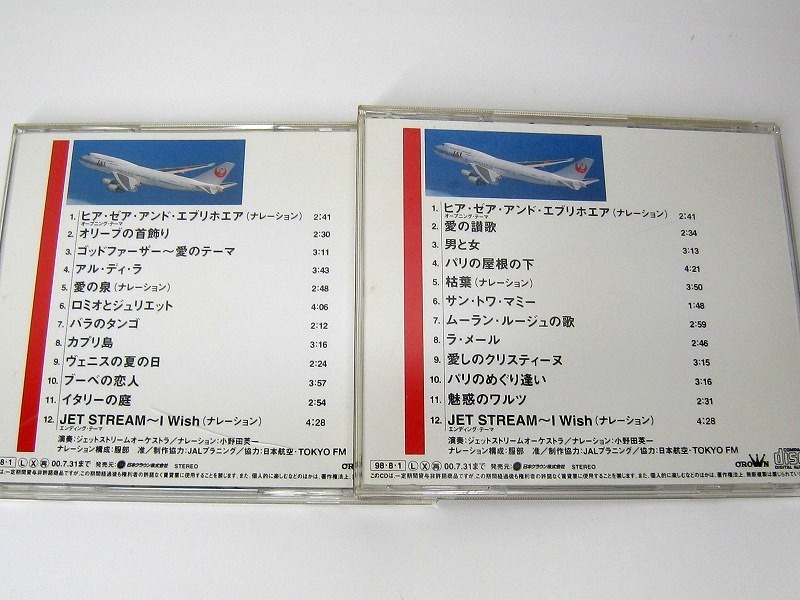 JAL
1. ヒア・ゼア・アンド・エブリホエア(ナレーション) 2:41
オープニング・テーマ
2. オリーブの首飾り 2:30
3. ゴッドファーザー〜愛のテーマ 3:11
4. アル・ディ・ラ 3:43
5. 愛の泉(ナレーション) 2:48
6. ロミオとジュリエット 4:06
7. バラのタンゴ 2:12
8. カプリ島 3:16
9. ヴェニスの夏の日 2:24
10. ブーベの恋人 3:57
11. イタリーの庭 2:54
12. JET STREAM〜I Wish(ナレーション) 4:28
エンディング・テーマ
演奏:ジェットストリームオーケストラ/ナレーション:小野田英一
ナレーション構成:服部 准/制作協力:JALプラニング/協力:日本航空・TOKYO FM
8・1 L X 再 00.7.31まで 発売元: 日本クラウン株式会社 STEREO
JAL
1. ヒア・ゼア・アンド・エブリホエア(ナレーション) 2:41
オープニング・テーマ
2. 愛の讃歌 2:34
3. 男と女 3:13
4. パリの屋根の下 4:21
5. 枯葉(ナレーション) 3:50
6. サン・トワ・マミー 1:48
7. ムーラン・ルージュの歌 2:59
8. ラ・メール 2:46
9. 愛しのクリスティーヌ 3:15
10. パリのめぐり逢い 3:16
11. 魅惑のワルツ 2:31
12. JET STREAM〜I Wish(ナレーション) 4:28
エンディング・テーマ
演奏:ジェットストリームオーケストラ/ナレーション:小野田英一
ナレーション構成:服部 准/制作協力:JALプラニング/協力:日本航空・TOKYO FM
98・8・1 L X 再 00.7.31まで 発売元: 日本クラウン株式会社 STEREO
CROWN